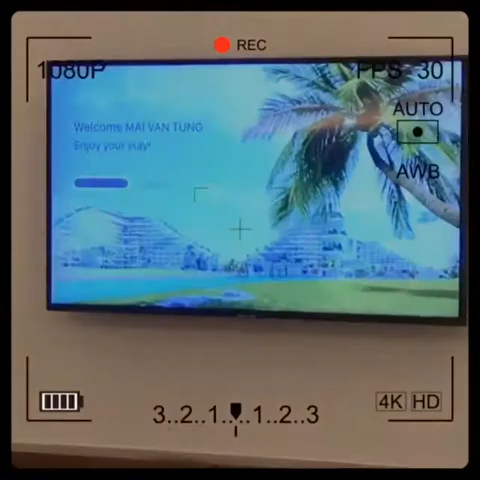 REC
1080P
FPS 30
AUTO
AWB
Welcome MAI VAN TUNG
Enjoy your stay!
3..2..1..1..2..3
4K HD